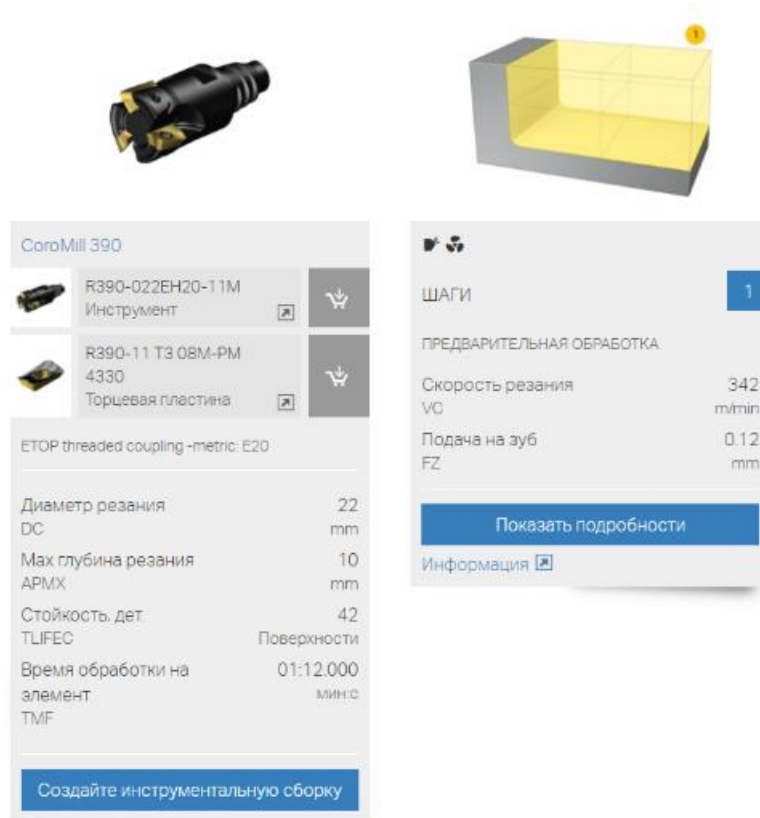 1
CoroMill 390
R390-022EH20-11M
Инструмент
R390-11 T3 08M-PM
4330
Торцевая пластина
ETOP threaded coupling -metric: E20
Диаметр резания 22
DC mm
Max глубина резания 10
APMX mm
Стойкость, дет. 42
TLIFEC Поверхности
Время обработки на 01:12.000
элемент мин:с
TMF
Создайте инструментальную сборку
ШАГИ 1
ПРЕДВАРИТЕЛЬНАЯ ОБРАБОТКА
Скорость резания 342
VC m/min
Подача на зуб 0.12
FZ mm
Показать подробности
Информация